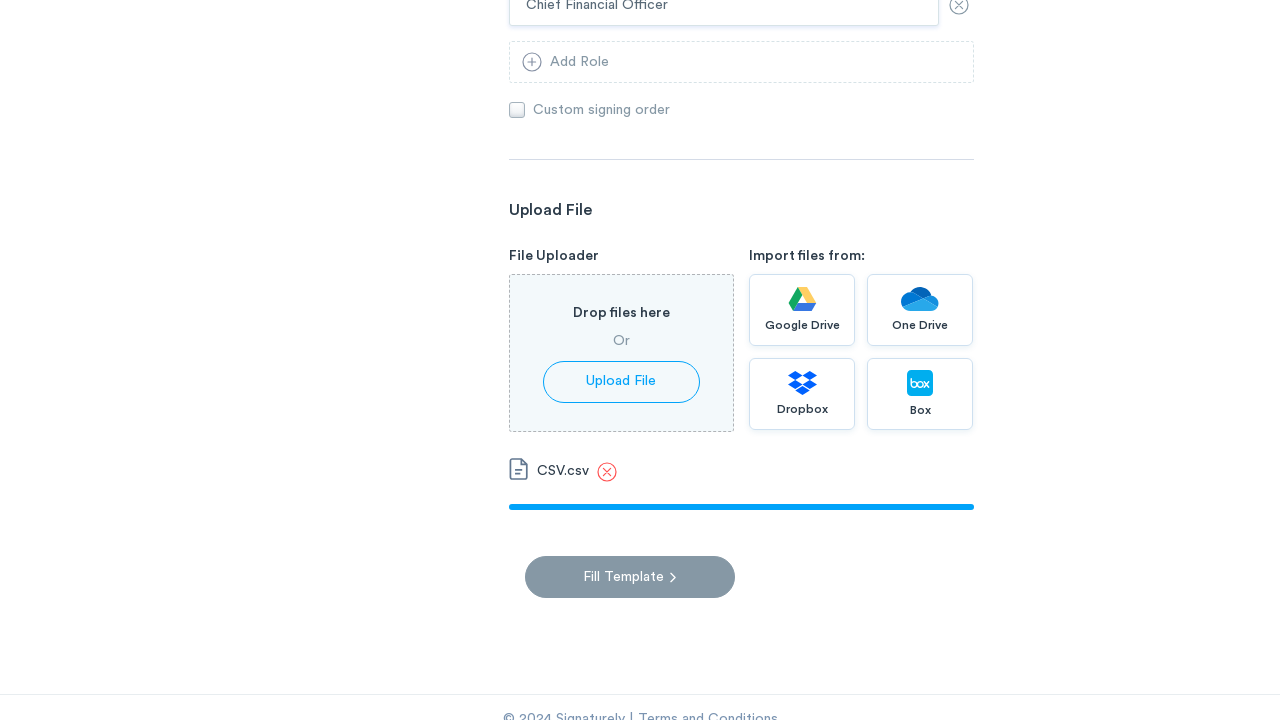 Chief Financial Officer
Add Role
Custom signing order
Upload File
File Uploader
Import files from:
Drop files here
Or
Upload File
Google Drive
One Drive
box
Dropbox
Box
CSV.csv
Fill Template
© 2024 Signaturely | Terms and Conditions